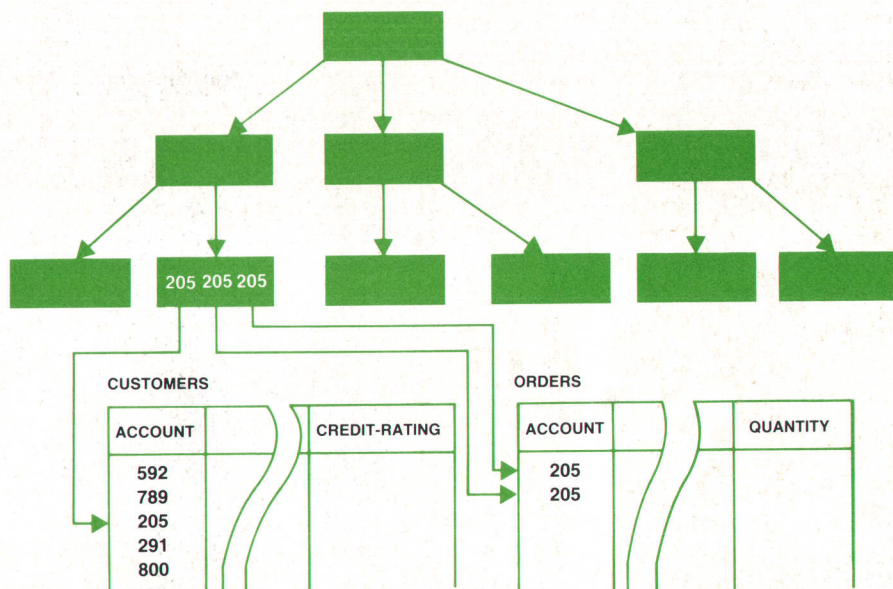 205 205 205
CUSTOMERS
ACCOUNT CREDIT-RATING
592
789
205
291
800
ORDERS
ACCOUNT QUANTITY
205
205